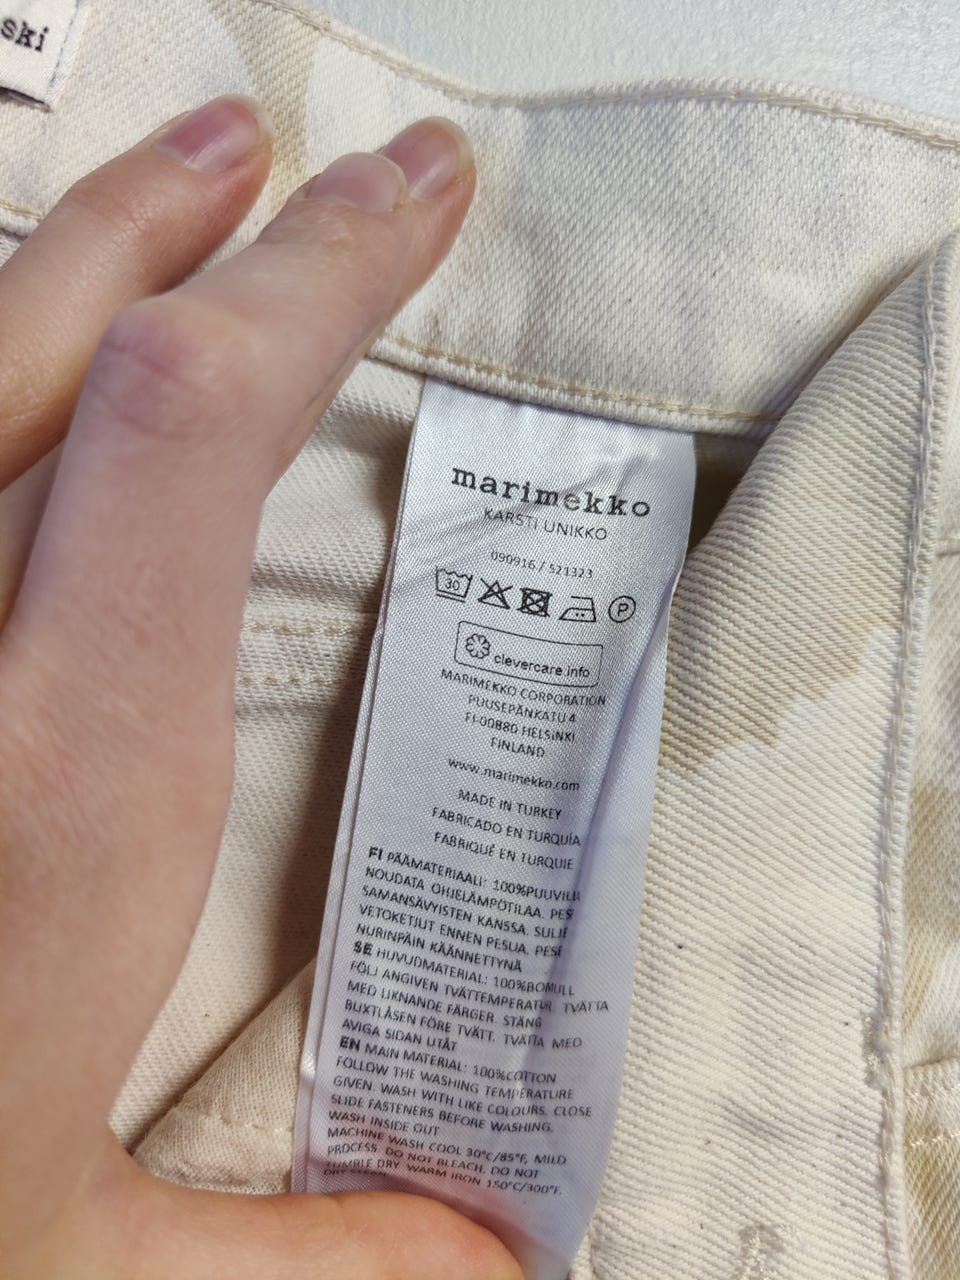 ski
marimekko
KARSTI UNIKKO
090916 / 521323
30
P
clevercare.info
MARIMEKKO CORPORATION
PUUSEPÄNKATU 4
FI-00880 HELSINKI
FINLAND
www.marimekko.com
MADE IN TURKEY
FABRICADO EN TURQUÍA
FABRIQUÉ EN TURQUIE
FI PÄÄMATERIAALI: 100%PUUVILL
NOUDATA OHJELÄMPÖTILAA. PES
SAMANSÄVYISTEN KANSSA. SULJE
VETOKETJUT ENNEN PESUA. PESE
NURINPÄIN KÄÄNNETTYNÄ
SE HUVUDMATERIAL: 100%BOMULL
FÖLJ ANGIVEN TVÄTTEMPERATUR. TVÄTTA
MED LIKNANDE FÄRGER. STÄNG
BLIXTLÅSEN FÖRE TVÄTT. TVÄTTA MED
AVIGA SIDAN UTÅT
EN MAIN MATERIAL: 100%COTTON
FOLLOW THE WASHING TEMPERATURE
GIVEN. WASH WITH LIKE COLOURS. CLOSE
SLIDE FASTENERS BEFORE WASHING.
WASH INSIDE OUT
MACHINE WASH COOL 30°C/85°F, MILD
PROCESS. DO NOT BLEACH. DO NOT
TUMBLE DRY. WARM IRON 150°C/300°F.
DRY CLEAN